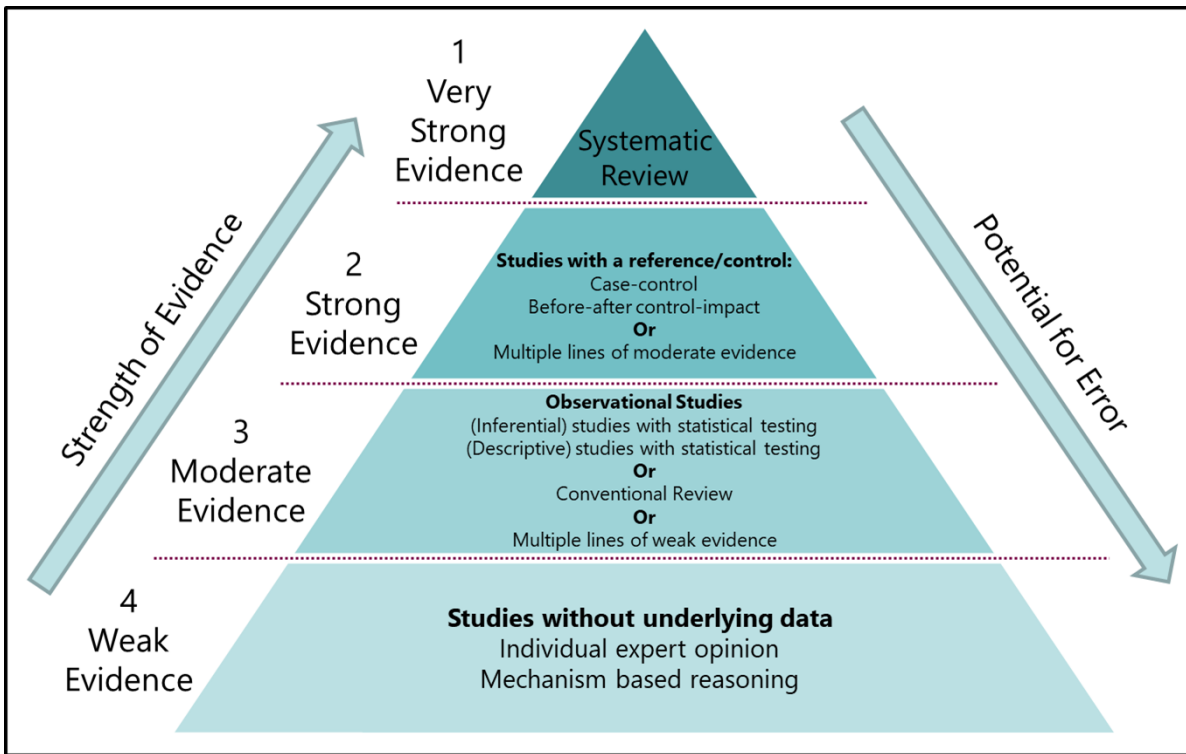 1
Very
Strong
Evidence
Systematic
Review
Strength of Evidence
Potential for Error
2
Strong
Evidence
Studies with a reference/control:
Case-control
Before-after control-impact
Or
Multiple lines of moderate evidence
3
Moderate
Evidence
Observational Studies
(Inferential) studies with statistical testing
(Descriptive) studies with statistical testing
Or
Conventional Review
Or
Multiple lines of weak evidence
4
Weak
Evidence
Studies without underlying data
Individual expert opinion
Mechanism based reasoning